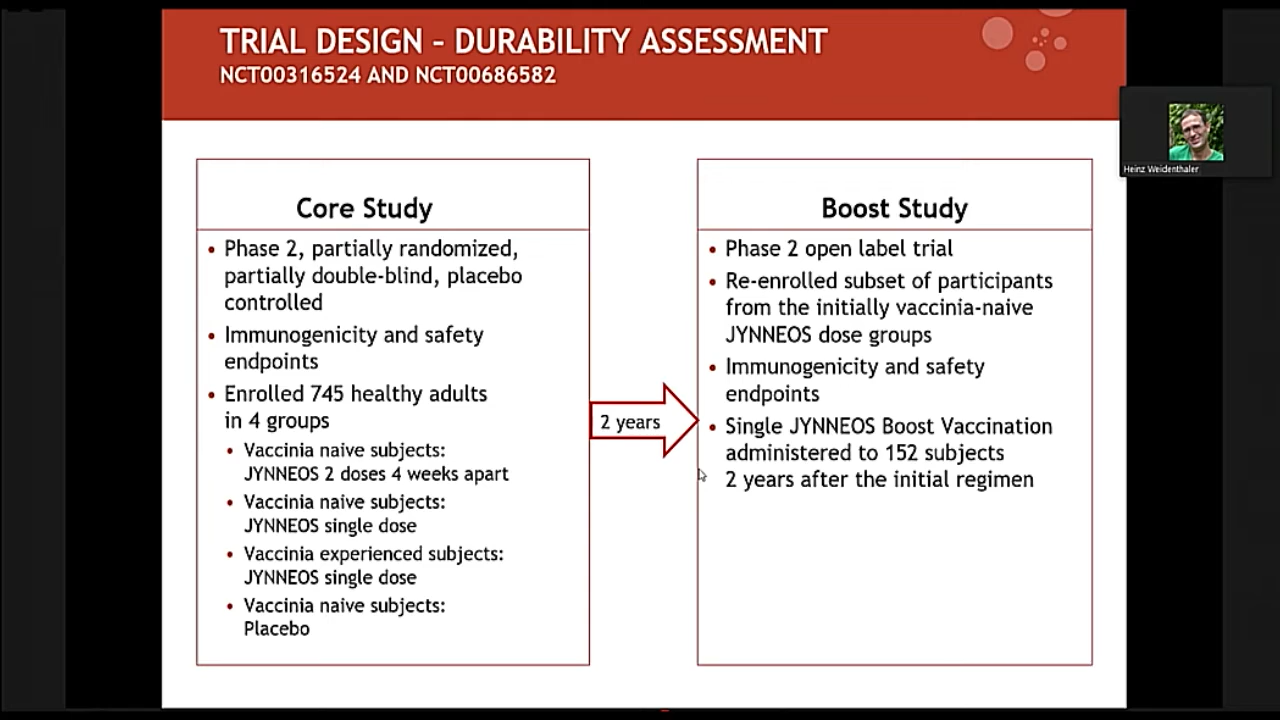 TRIAL DESIGN – DURABILITY ASSESSMENT
NCT00316524 AND NCT00686582
Heinz Weidenthaler
Core Study
• Phase 2, partially randomized,
partially double-blind, placebo
controlled
• Immunogenicity and safety
endpoints
• Enrolled 745 healthy adults
in 4 groups
• Vaccinia naive subjects:
JYNNEOS 2 doses 4 weeks apart
• Vaccinia naive subjects:
JYNNEOS single dose
• Vaccinia experienced subjects:
JYNNEOS single dose
• Vaccinia naive subjects:
Placebo
2 years
Boost Study
• Phase 2 open label trial
• Re-enrolled subset of participants
from the initially vaccinia-naive
JYNNEOS dose groups
• Immunogenicity and safety
endpoints
• Single JYNNEOS Boost Vaccination
administered to 152 subjects
2 years after the initial regimen